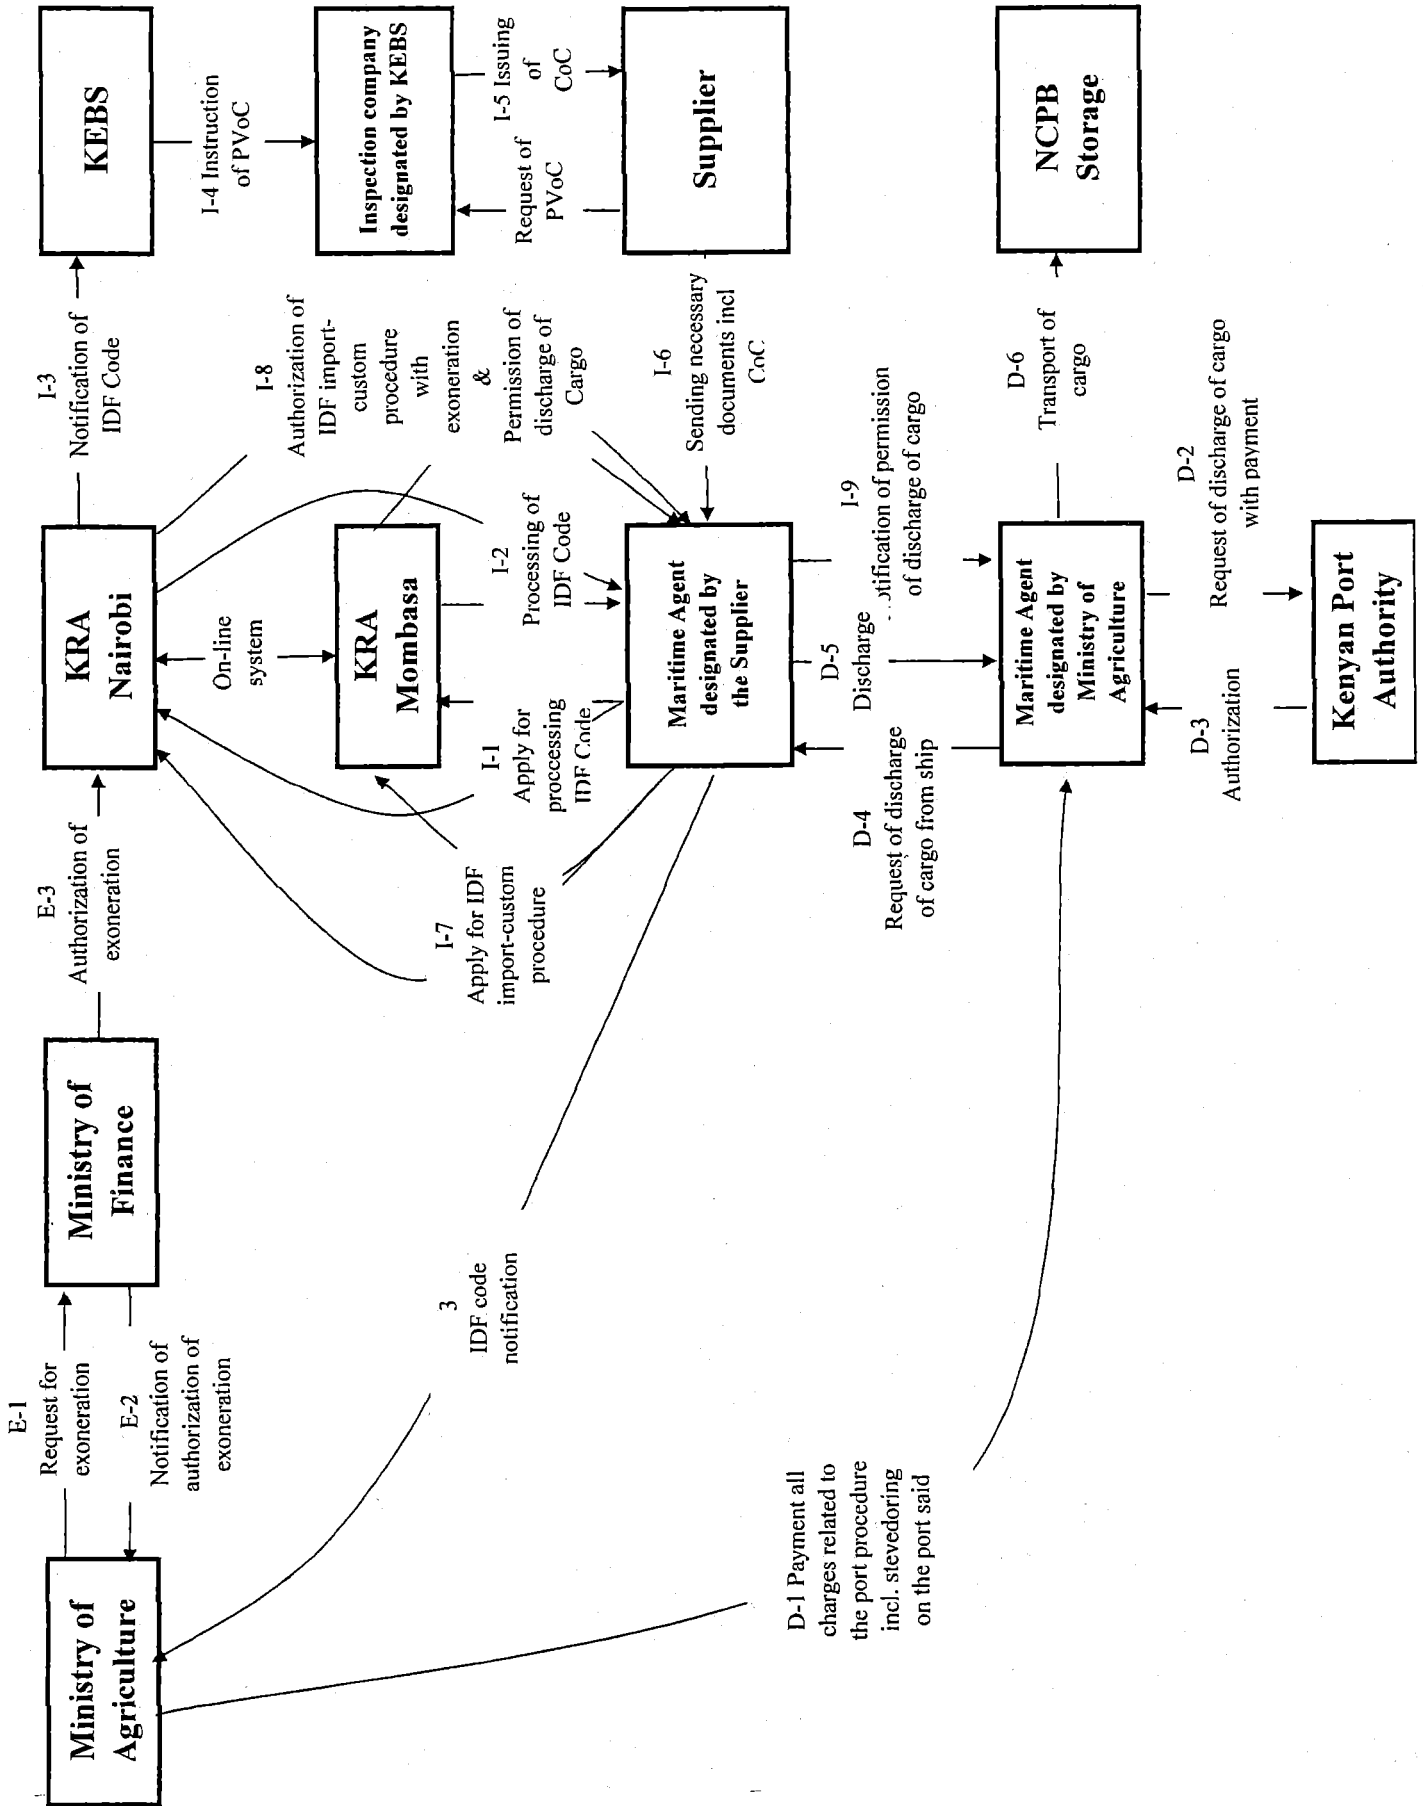 Ministry of
Agriculture
E-1
Request for
exoneration
E-2
Notification of
authorization of
exoneration
Ministry of
Finance
E-3
Authorization of
exoneration
KRA
Nairobi
I-3
Notification of
IDF Code
KEBS
I-4 Instruction
of PVoC
Inspection company
designated by KEBS
I-5 Issuing
of
CoC
Request of
PVoC
Supplier
On-line
system
KRA
Mombasa
I-8
Authorization of
IDF import-
custom
procedure
with
exoneration
&
Permission of
discharge of
Cargo
I-7
Apply for IDF
import-custom
procedure
I-1
Apply for
proccessing
IDF Code
I-2
Processing of
IDF Code
I-6
Sending necessary
documents incl
CoC
3
IDF code
notification
Maritime Agent
designated by
the Supplier
D-4
Request of discharge
of cargo from ship
D-5
Discharge
I-9
otification of permission
of discharge of cargo
D-1 Payment all
charges related to
the port procedure
incl. stevedoring
on the port said
Maritime Agent
designated by
Ministry of
Agriculture
D-6
Transport of
cargo
NCPB
Storage
D-3
Authorization
D-2
Request of discharge of cargo
with payment
Kenyan Port
Authority